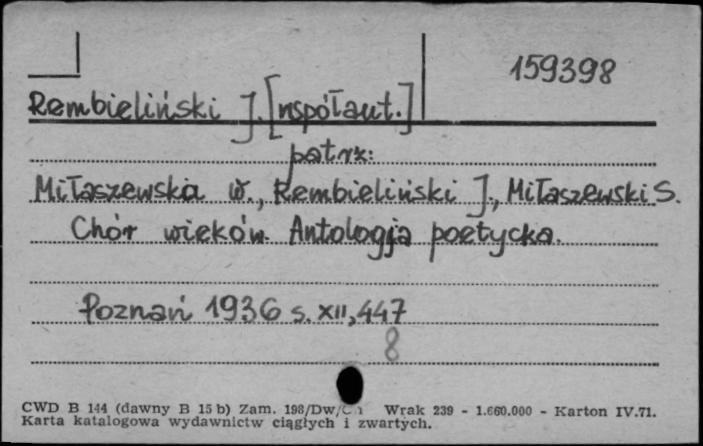 159398
Rembieliński J. [współaut.]
patrz:
Miłaszewska W., Rembieliński J., Miłaszewski S.
Chór wieków. Antologja poetycka.
Poznań 1936 s. XII, 447
8
CWD B 144 (dawny B 15 b) Zam. 198/Dw/ Wrak 239 - 1.660.000 - Karton IV.71.
Karta katalogowa wydawnictw ciągłych i zwartych.